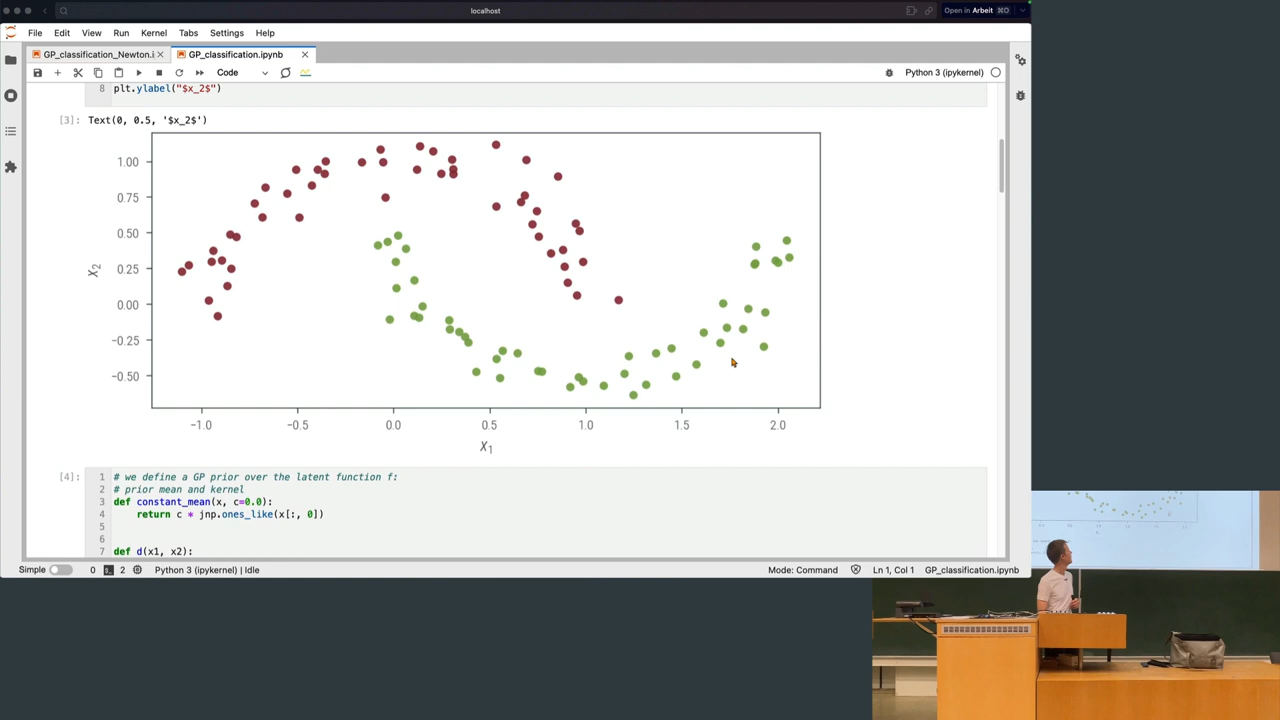 localhost
Open in Arbeit ⌘O
File Edit View Run Kernel Tabs Settings Help
GP_classification_Newton.i × GP_classification.ipynb ×
Code Python 3 (ipykernel)
8 plt.ylabel("$x_2$")
[3]: Text(0, 0.5, '$x_2$')
1.00
0.75
0.50
0.25
0.00
−0.25
−0.50
X2
−1.0 −0.5 0.0 0.5 1.0 1.5 2.0
X1
[4]: 1 # we define a GP prior over the latent function f:
2 # prior mean and kernel
3 def constant_mean(x, c=0.0):
4 return c * jnp.ones_like(x[:, 0])
5
6
7 def d(x1, x2):
Simple 0 2 Python 3 (ipykernel) | Idle Mode: Command Ln 1, Col 1 GP_classification.ipynb